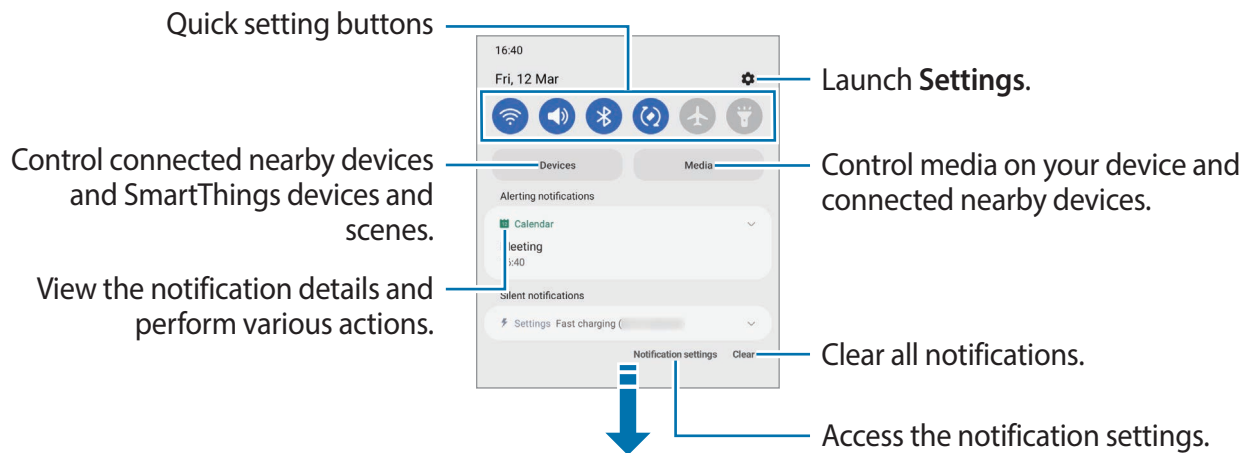 Quick setting buttons
16:40
Fri, 12 Mar
Launch Settings.
Control connected nearby devices
and SmartThings devices and
scenes.
Devices
Media
Control media on your device and
connected nearby devices.
Alerting notifications
Calendar
View the notification details and
perform various actions.
Silent notifications
Settings Fast charging (
Notification settings Clear
Clear all notifications.
Access the notification settings.